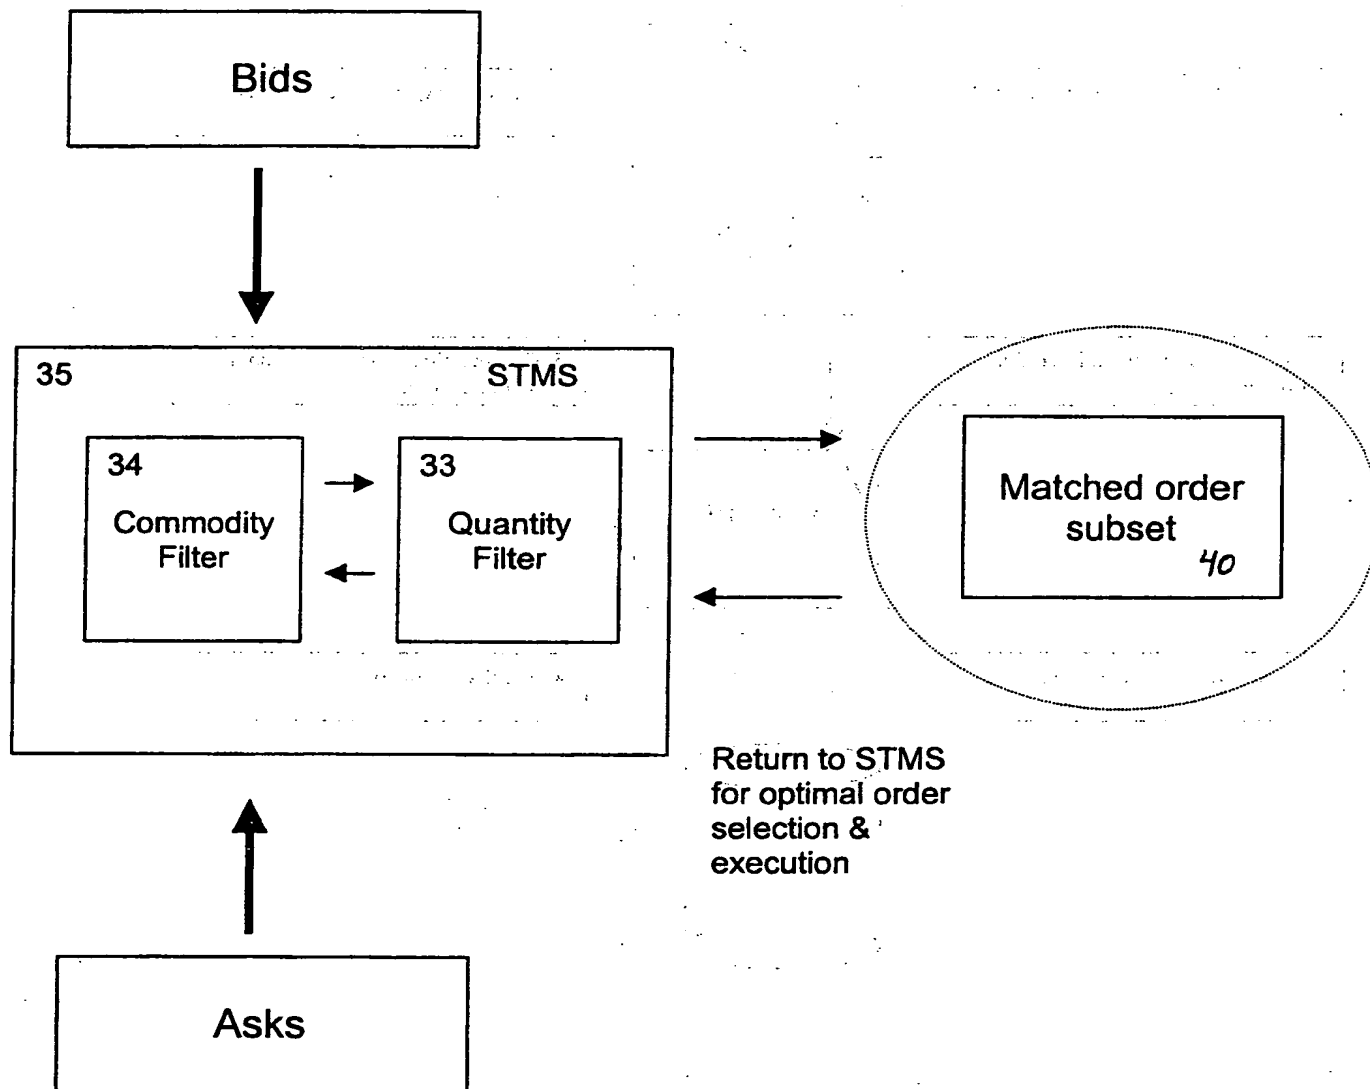 Bids
35
STMS
34
Commodity
Filter
33
Quantity
Filter
Matched order
subset
40
Return to STMS
for optimal order
selection &
execution
Asks